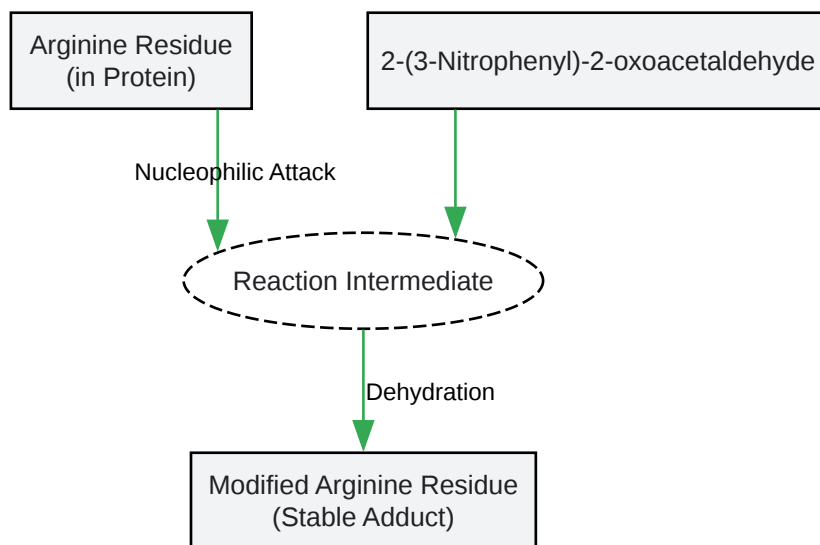 Arginine Residue
(in Protein)
2-(3-Nitrophenyl)-2-oxoacetaldehyde
Nucleophilic Attack
Reaction Intermediate
Dehydration
Modified Arginine Residue
(Stable Adduct)